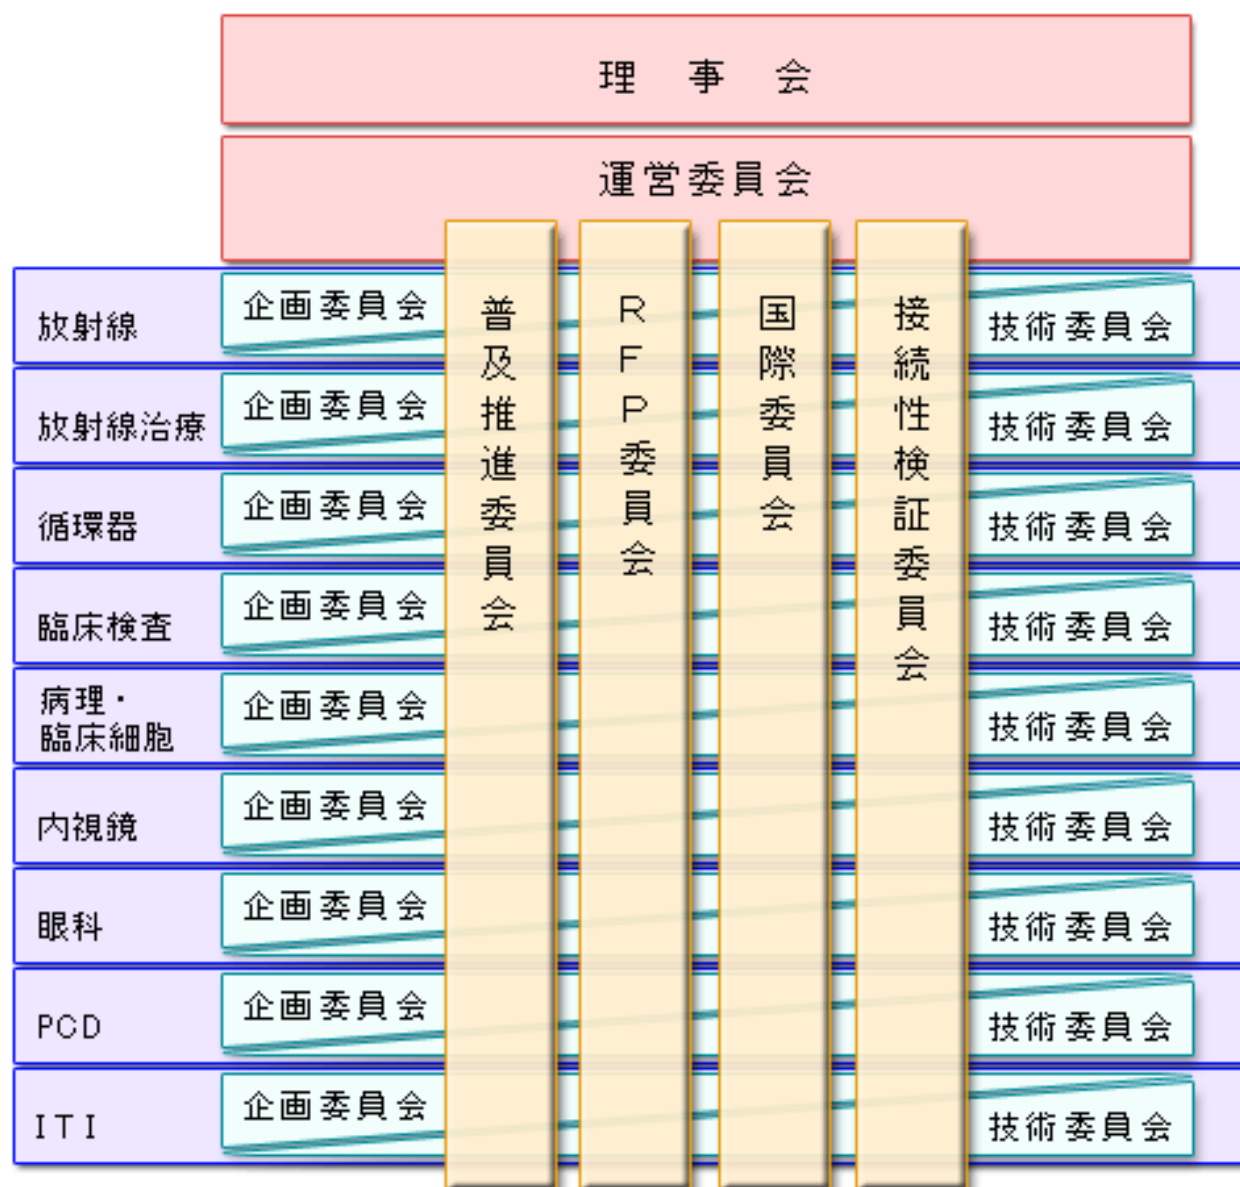 理事会
運営委員会
普及推進委員会
RFP委員会
国際委員会
接続性検証委員会
放射線
企画委員会
技術委員会
放射線治療
企画委員会
技術委員会
循環器
企画委員会
技術委員会
臨床検査
企画委員会
技術委員会
病理・
臨床細胞
企画委員会
技術委員会
内視鏡
企画委員会
技術委員会
眼科
企画委員会
技術委員会
PCD
企画委員会
技術委員会
ITI
企画委員会
技術委員会